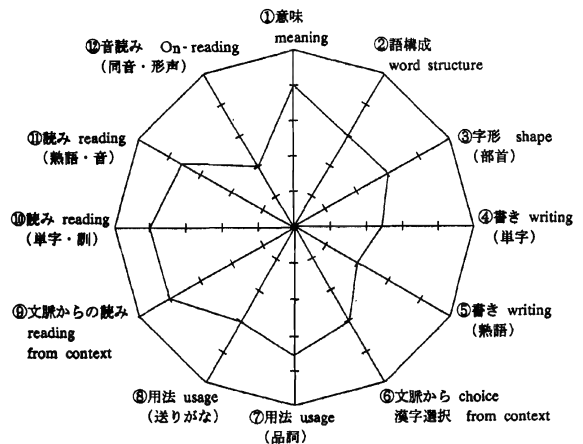 ①意味
meaning
②語構成
word structure
③字形 shape
(部首)
④書き writing
(単字)
⑤書き writing
(熟語)
⑥文脈から choice
漢字選択 from context
⑦用法 usage
(品詞)
⑧用法 usage
(送りがな)
⑨文脈からの読み
reading
from context
⑩読み reading
(単字・訓)
⑪読み reading
(熟語・音)
⑫音読み On-reading
(同音・形声)